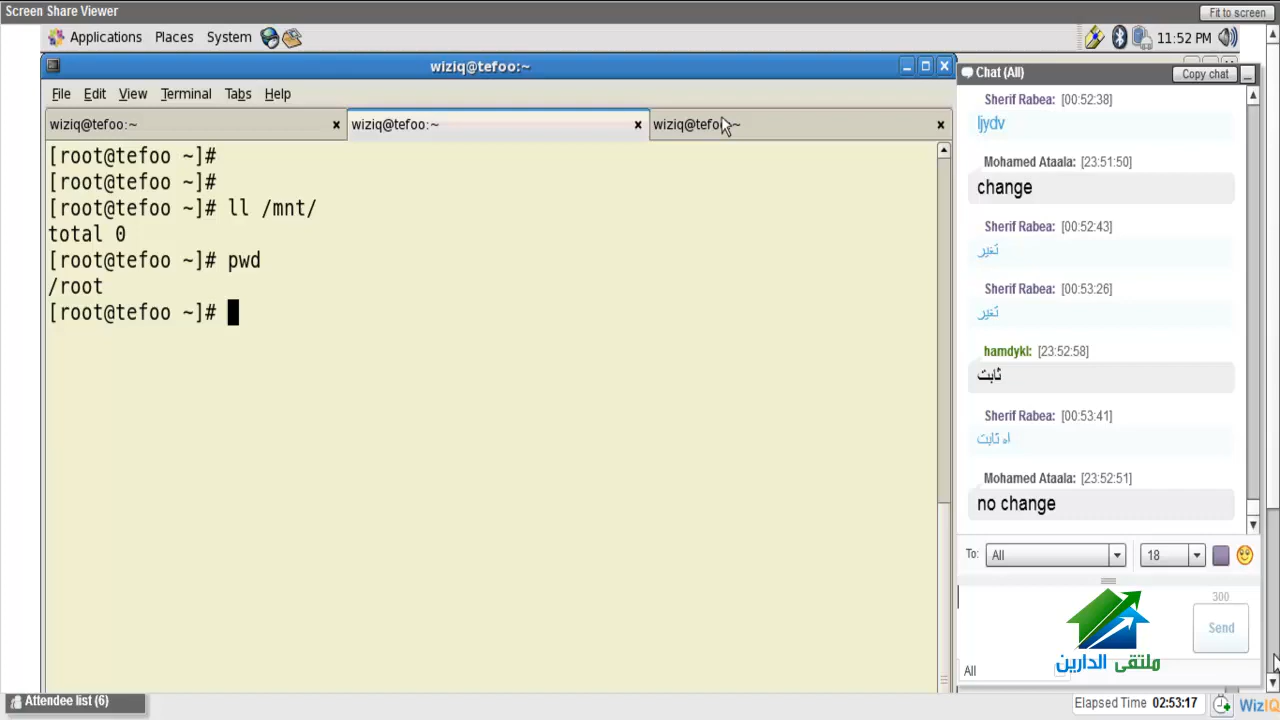 Screen Share Viewer
Fit to screen
Applications Places System
11:52 PM
wiziq@tefoo:~
File Edit View Terminal Tabs Help
wiziq@tefoo:~
wiziq@tefoo:~
wiziq@tefoo:~
[root@tefoo ~]#
[root@tefoo ~]#
[root@tefoo ~]# ll /mnt/
total 0
[root@tefoo ~]# pwd
/root
[root@tefoo ~]#
Chat (All)
Copy chat
Sherif Rabea: [00:52:38]
ljydv
Mohamed Ataala: [23:51:50]
change
Sherif Rabea: [00:52:43]
تغير
Sherif Rabea: [00:53:26]
تغير
hamdykl: [23:52:58]
ثابت
Sherif Rabea: [00:53:41]
اه ثابت
Mohamed Ataala: [23:52:51]
no change
To: All 18
300
Send
ملتقى الدارين
All
Attendee list (6)
Elapsed Time 02:53:17
WizIQ